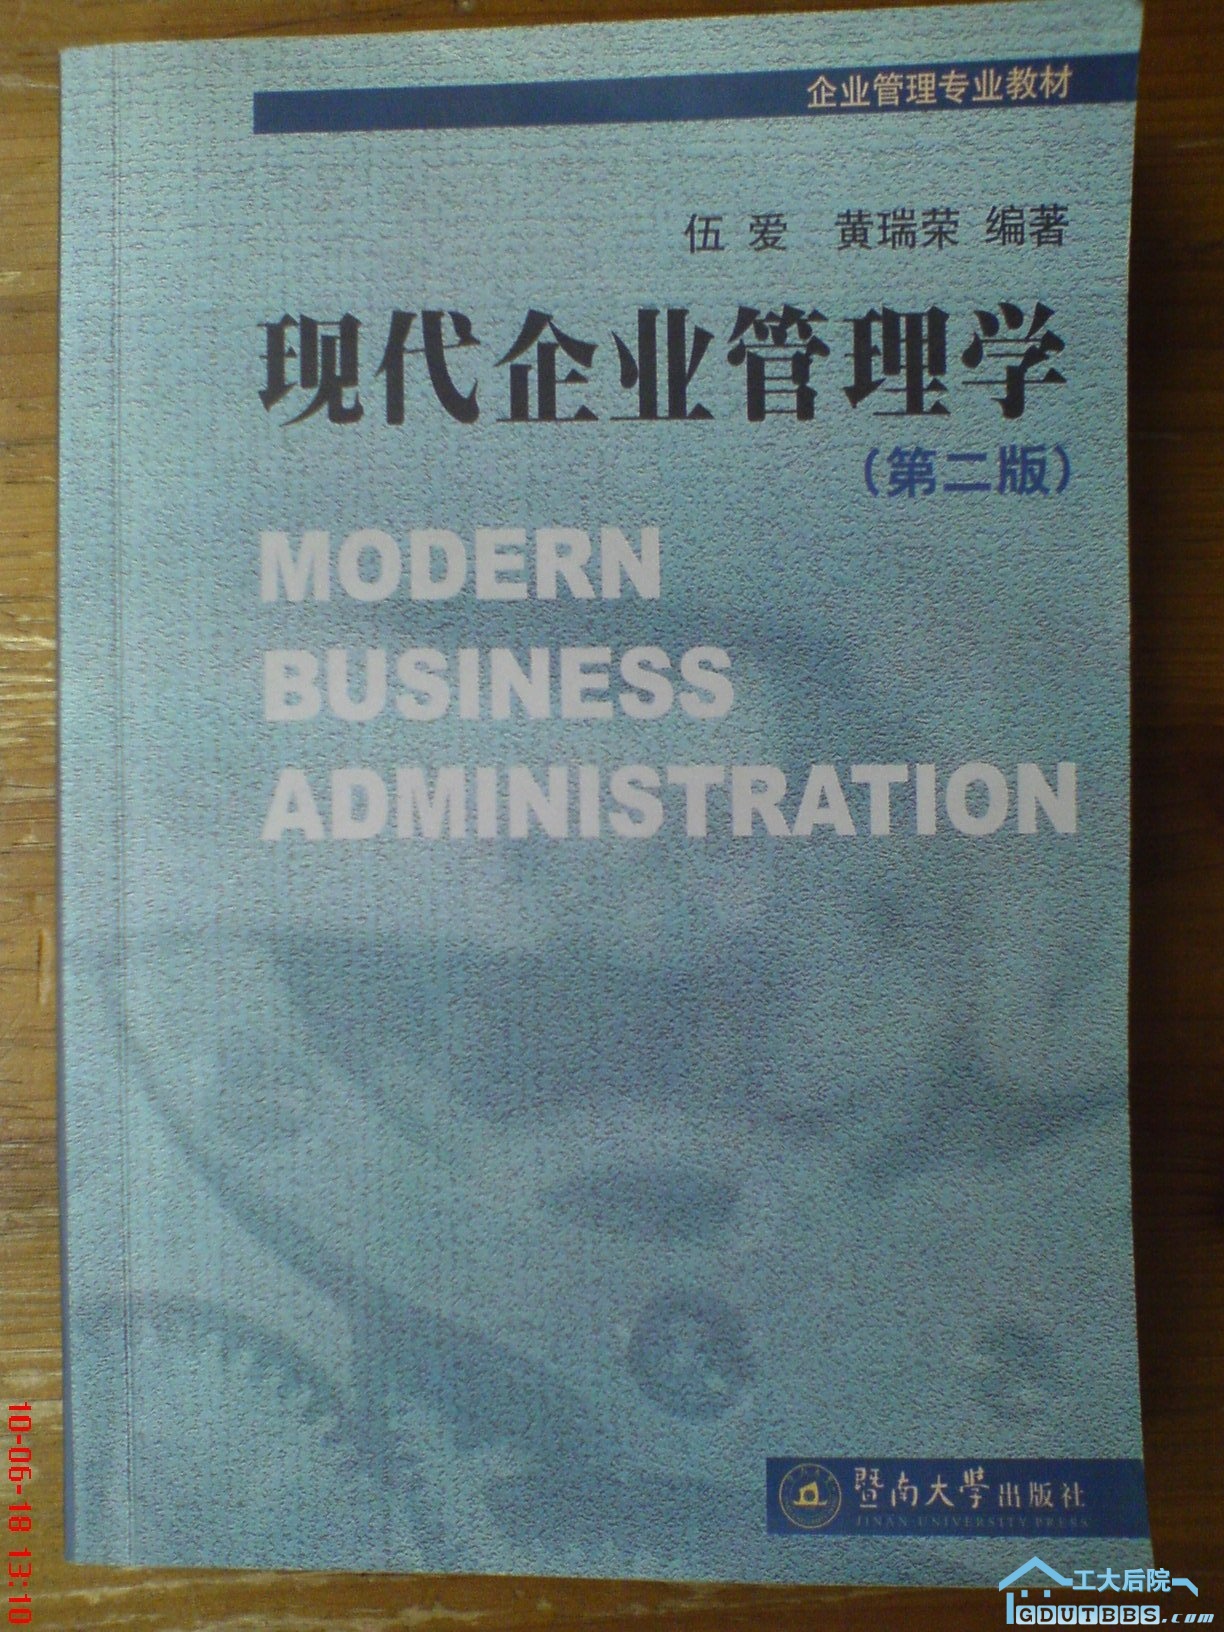 企业管理专业教材
伍 爱 黄瑞荣 编著
现代企业管理学
(第二版)
MODERN
BUSINESS
ADMINISTRATION
暨南大学出版社
JINAN UNIVERSITY PRESS
10-06-18 13:10
工大后院
GDUTBBS.com